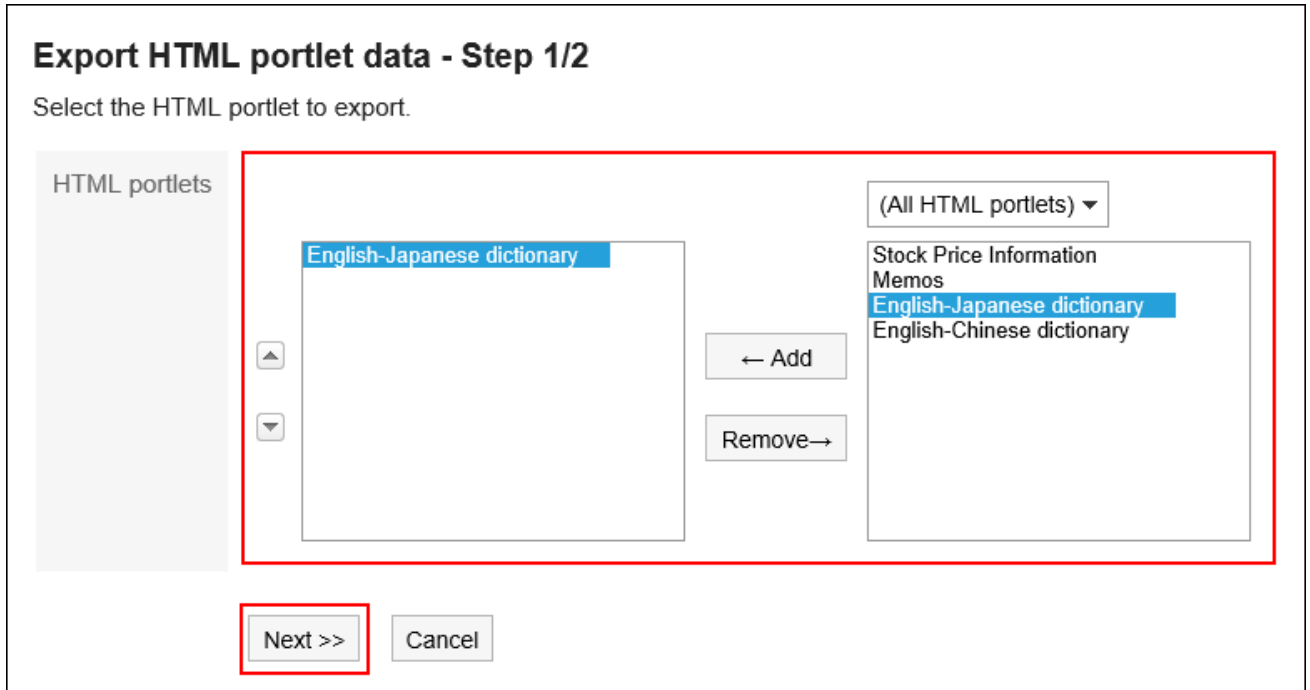 Export HTML portlet data - Step 1/2
Select the HTML portlet to export.
HTML portlets
(All HTML portlets)
English-Japanese dictionary
Stock Price Information
Memos
English-Japanese dictionary
English-Chinese dictionary
← Add
Remove→
Next >>
Cancel